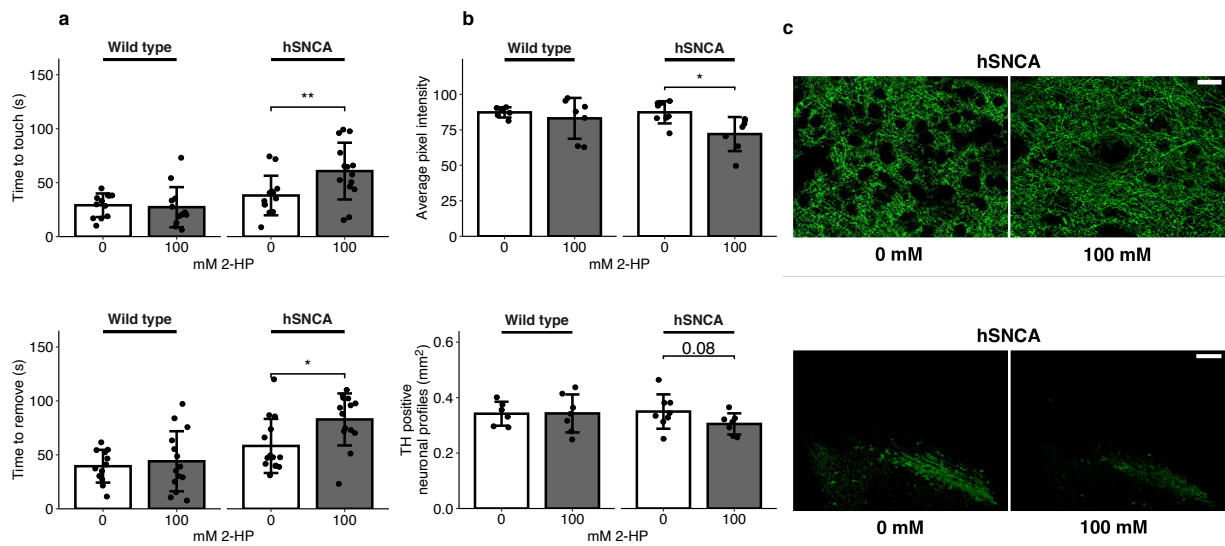 a
Wild type
hSNCA
Time to touch (s)
150
100
50
0
**
0
100
0
100
mM 2-HP
Wild type
hSNCA
Time to remove (s)
150
100
50
0
*
0
100
0
100
mM 2-HP
b
Wild type
hSNCA
Average pixel intensity
100
75
50
25
0
*
0
100
0
100
mM 2-HP
Wild type
hSNCA
TH positive
neuronal profiles (mm²)
0.6
0.4
0.2
0.0
0.08
0
100
0
100
mM 2-HP
c
hSNCA
0 mM
100 mM
hSNCA
0 mM
100 mM